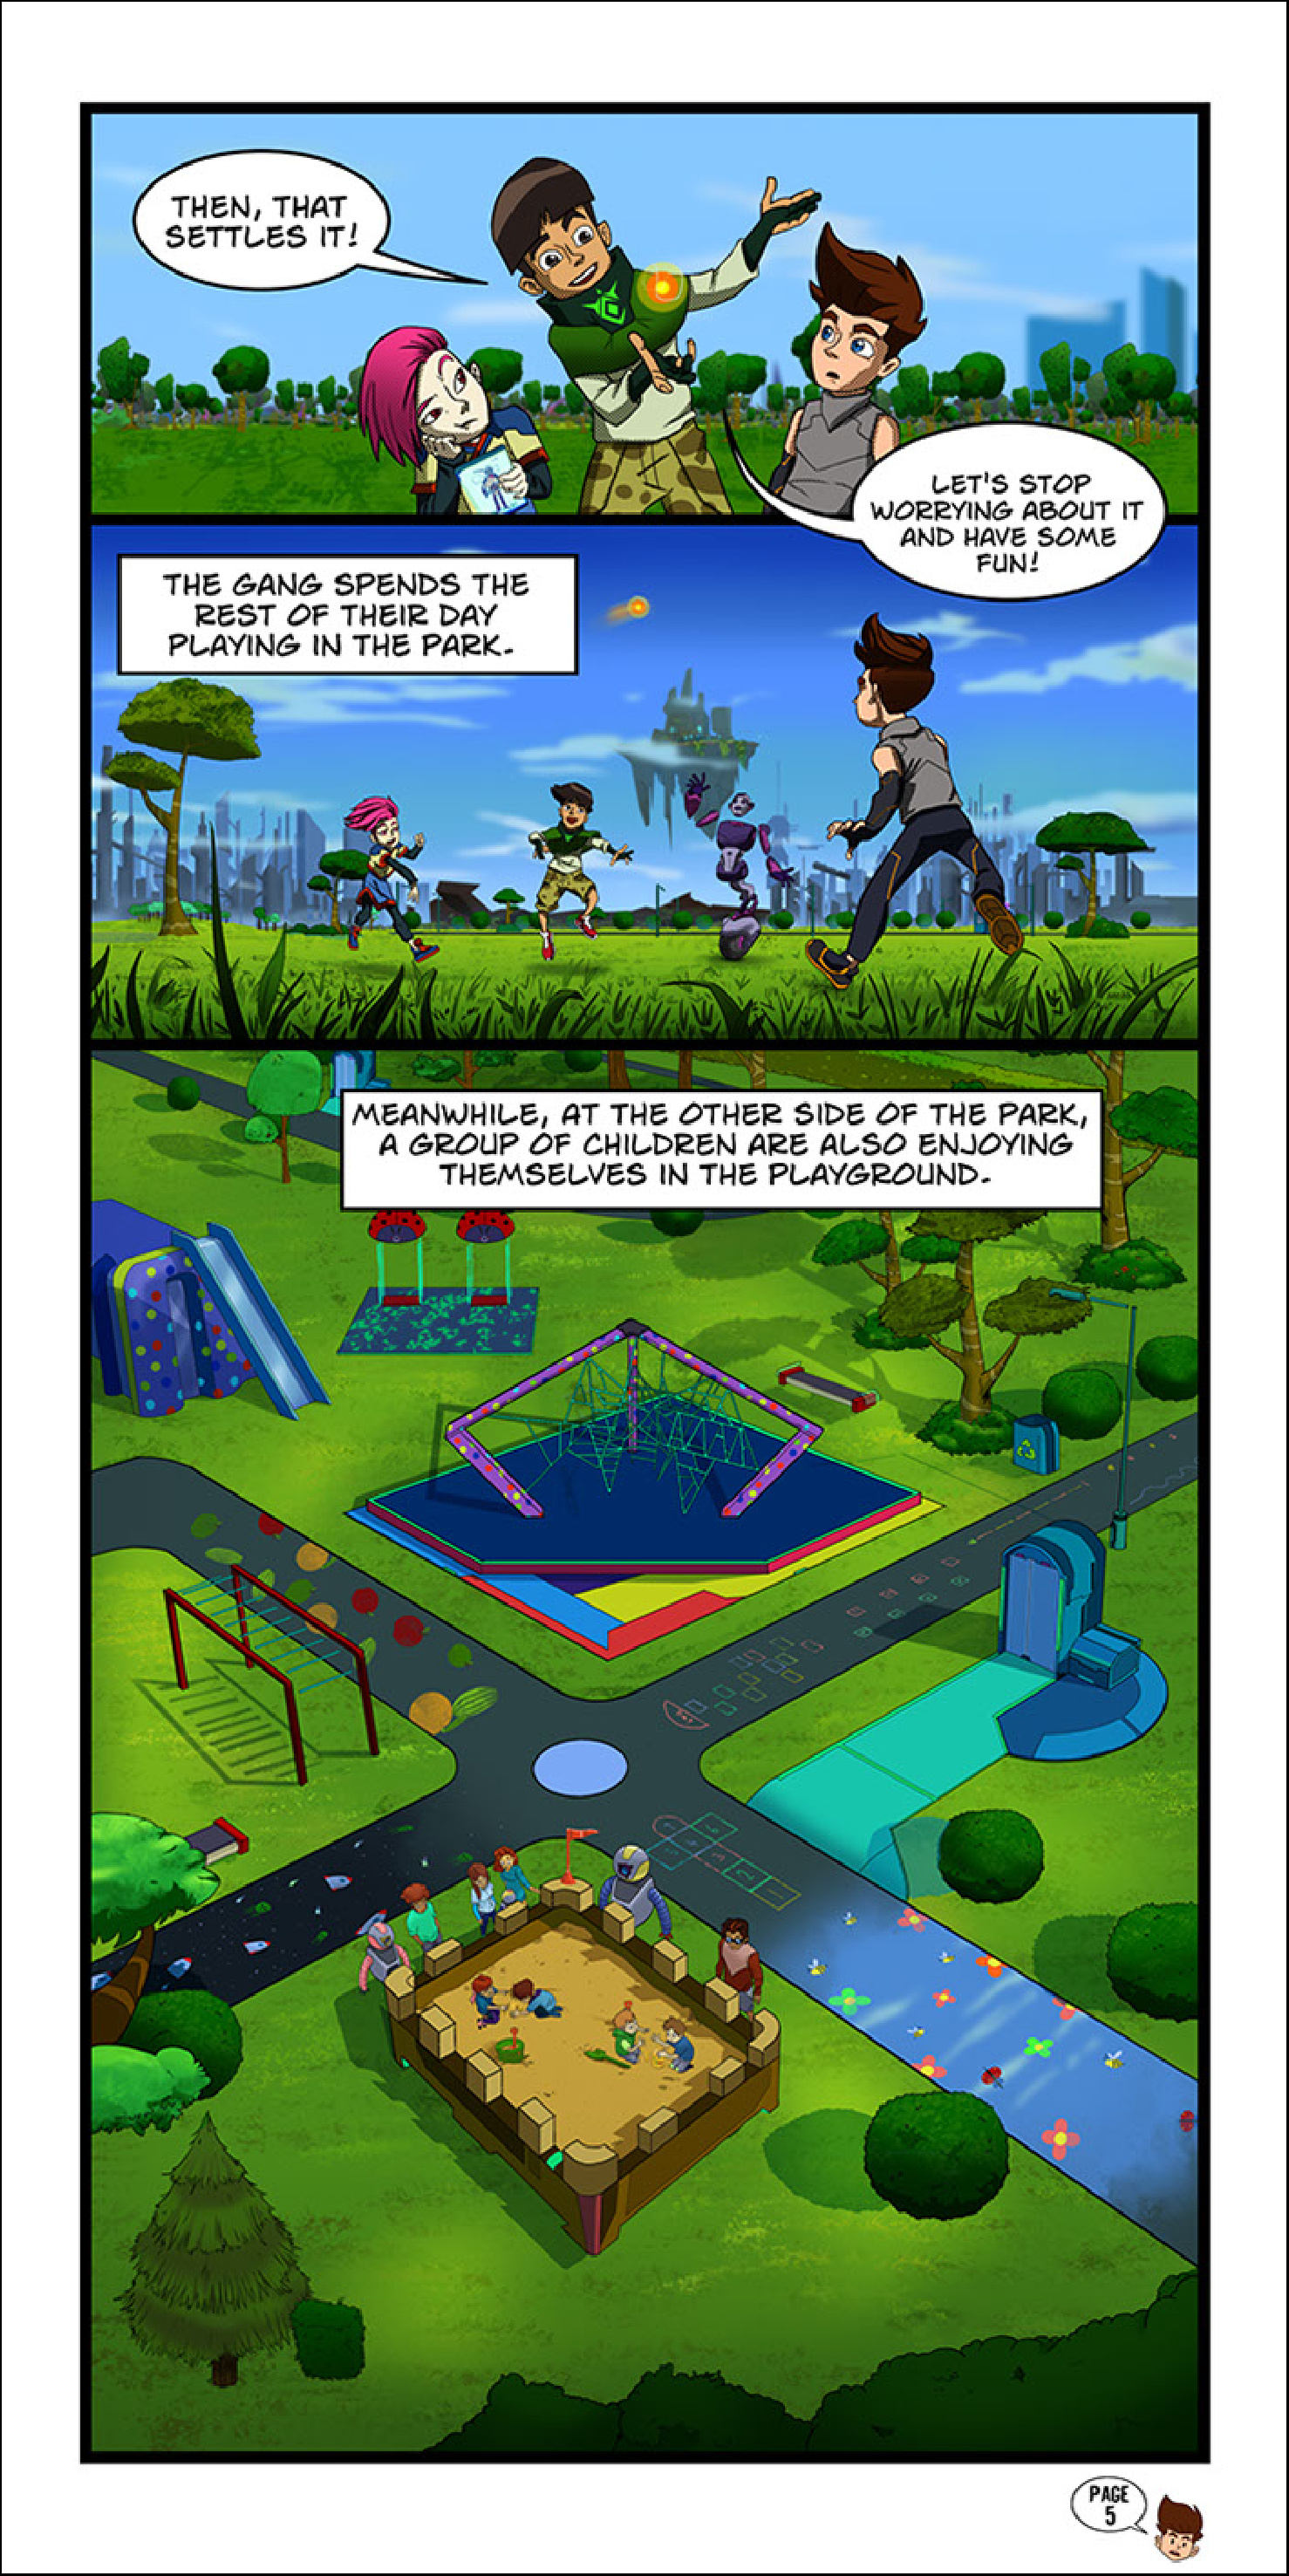 THEN, THAT
SETTLES IT!
LET'S STOP
WORRYING ABOUT IT
AND HAVE SOME
FUN!
THE GANG SPENDS THE
REST OF THEIR DAY
PLAYING IN THE PARK.
MEANWHILE, AT THE OTHER SIDE OF THE PARK,
A GROUP OF CHILDREN ARE ALSO ENJOYING
THEMSELVES IN THE PLAYGROUND.
PAGE
5